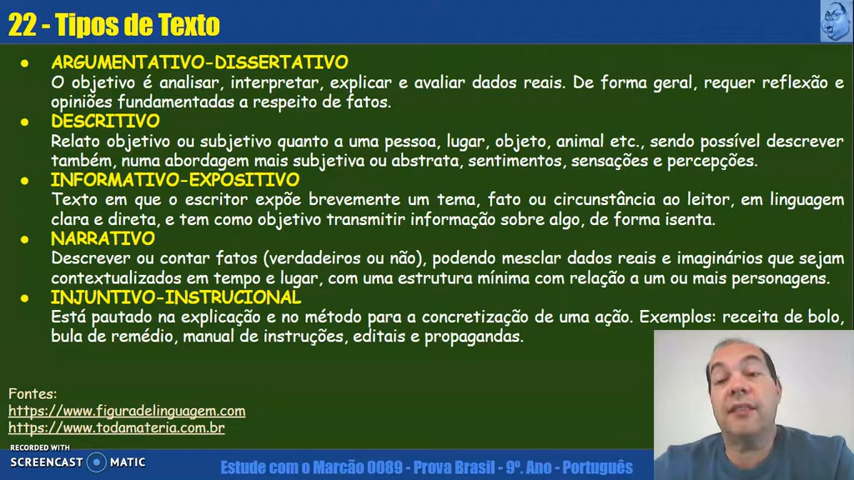 22 - Tipos de Texto
ARGUMENTATIVO-DISSERTATIVO
O objetivo é analisar, interpretar, explicar e avaliar dados reais. De forma geral, requer reflexão e
opiniões fundamentadas a respeito de fatos.
DESCRITIVO
Relato objetivo ou subjetivo quanto a uma pessoa, lugar, objeto, animal etc., sendo possível descrever
também, numa abordagem mais subjetiva ou abstrata, sentimentos, sensações e percepções.
INFORMATIVO-EXPOSITIVO
Texto em que o escritor expõe brevemente um tema, fato ou circunstância ao leitor, em linguagem
clara e direta, e tem como objetivo transmitir informação sobre algo, de forma isenta.
NARRATIVO
Descrever ou contar fatos (verdadeiros ou não), podendo mesclar dados reais e imaginários que sejam
contextualizados em tempo e lugar, com uma estrutura mínima com relação a um ou mais personagens.
INJUNTIVO-INSTRUCIONAL
Está pautado na explicação e no método para a concretização de uma ação. Exemplos: receita de bolo,
bula de remédio, manual de instruções, editais e propagandas.
Fontes:
https://www.figuradelinguagem.com
https://www.todamateria.com.br
RECORDED WITH
SCREENCAST MATIC
Estude com o Marcão 0089 - Prova Brasil - 9º. Ano - Português